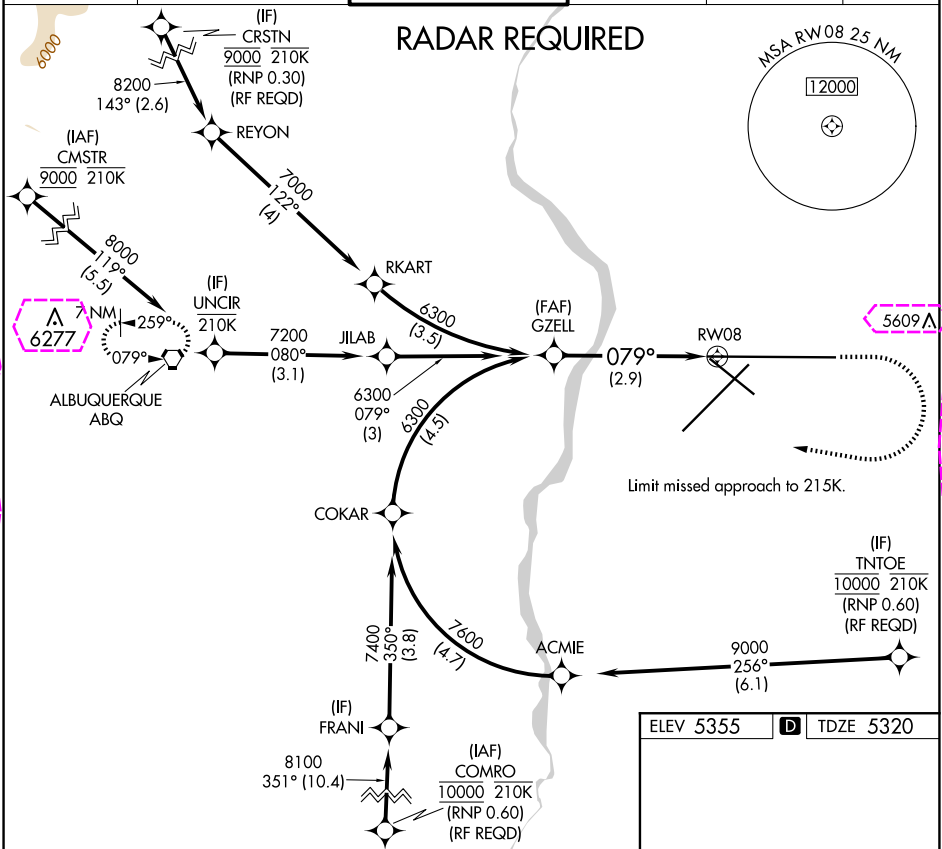 RADAR REQUIRED
6000
(IF)
CRSTN
9000 210K
(RNP 0.30)
(RF REQD)
8200
143° (2.6)
REYON
MSA RW08 25 NM
12000
(IAF)
CMSTR
9000 210K
7000
122°
(4)
8000
119°
(5.5)
RKART
(IF)
UNCIR
210K
6300
(3.5)
(FAF)
GZELL
6277
7 NM
259°
079°
7200
080°
(3.1)
JILAB
079°
(2.9)
RW08
5609
ALBUQUERQUE
ABQ
6300
079°
(3)
6300
(4.5)
Limit missed approach to 215K.
COKAR
(IF)
TNTOE
10000 210K
(RNP 0.60)
(RF REQD)
7400
350°
(3.8)
7600
(4.7)
ACMIE
9000
256°
(6.1)
(IF)
FRANI
8100
351° (10.4)
(IAF)
COMRO
10000 210K
(RNP 0.60)
(RF REQD)
ELEV 5355 D TDZE 5320